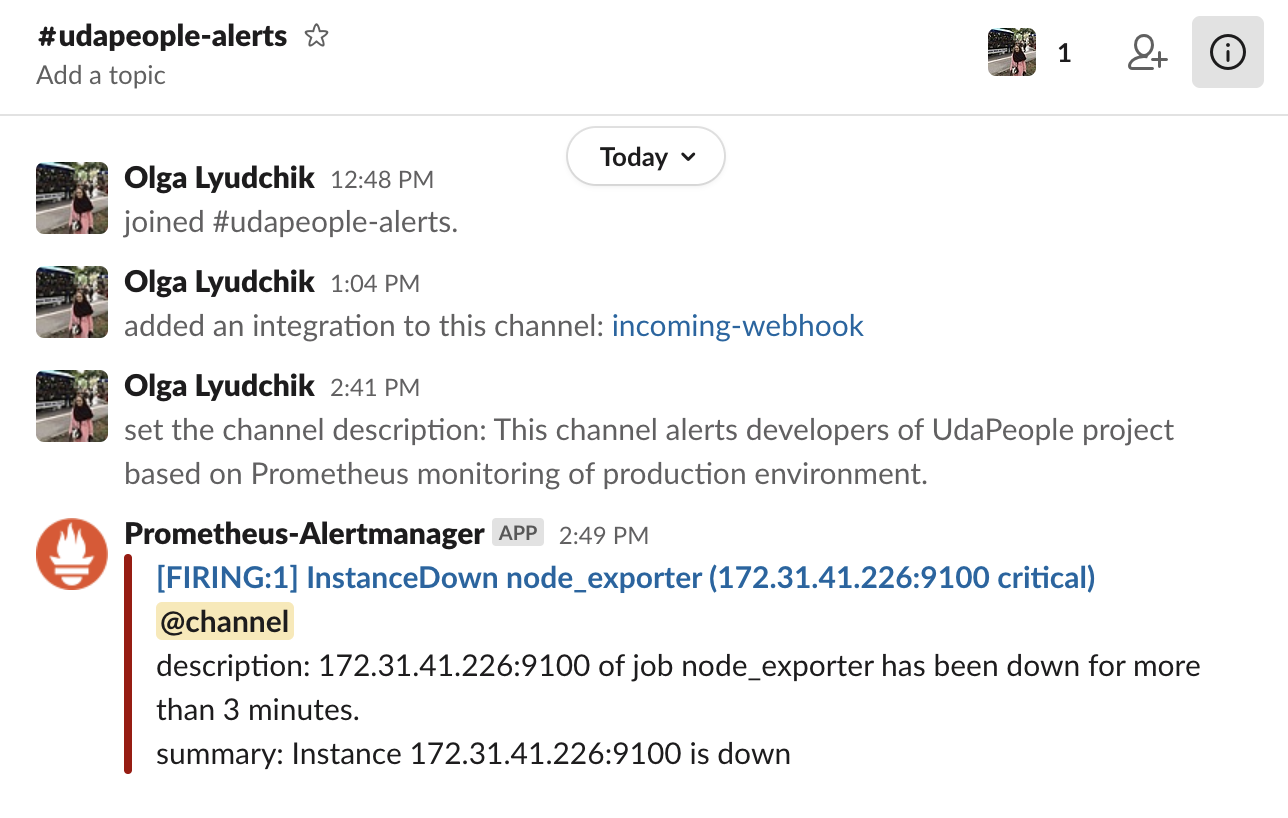 #udapeople-alerts
Add a topic
1
Today
Olga Lyudchik 12:48 PM
joined #udapeople-alerts.
Olga Lyudchik 1:04 PM
added an integration to this channel: incoming-webhook
Olga Lyudchik 2:41 PM
set the channel description: This channel alerts developers of UdaPeople project
based on Prometheus monitoring of production environment.
Prometheus-Alertmanager APP 2:49 PM
[FIRING:1] InstanceDown node_exporter (172.31.41.226:9100 critical)
@channel
description: 172.31.41.226:9100 of job node_exporter has been down for more
than 3 minutes.
summary: Instance 172.31.41.226:9100 is down